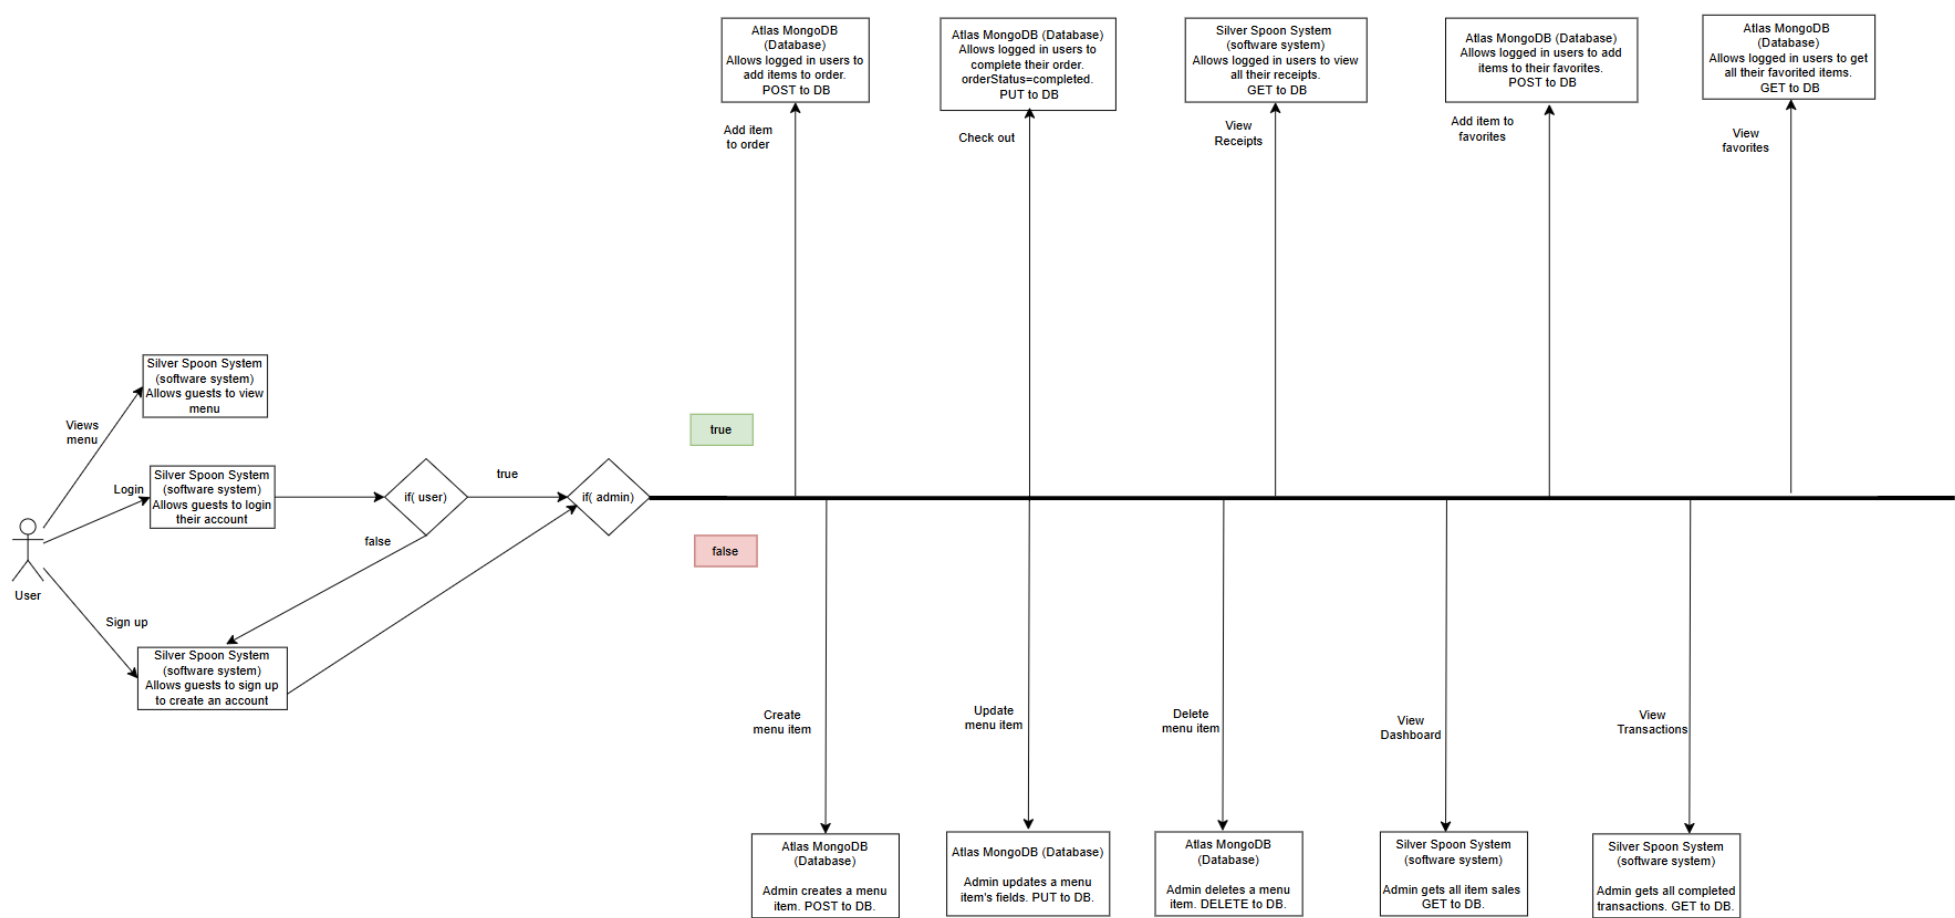 Atlas MongoDB
(Database)
Allows logged in users to
add items to order.
POST to DB
Atlas MongoDB (Database)
Allows logged in users to
complete their order.
orderStatus=completed.
PUT to DB
Silver Spoon System
(software system)
Allows logged in users to view
all their receipts.
GET to DB
Atlas MongoDB (Database)
Allows logged in users to add
items to their favorites.
POST to DB
Atlas MongoDB
(Database)
Allows logged in users to get
all their favorited items.
GET to DB
Add item
to order
Check out
View
Receipts
Add item to
favorites
View
favorites
Silver Spoon System
(software system)
Allows guests to view
menu
Views
menu
true
Login
Silver Spoon System
(software system)
Allows guests to login
their account
if( user)
true
if( admin)
false
false
User
Sign up
Silver Spoon System
(software system)
Allows guests to sign up
to create an account
Create
menu item
Update
menu item
Delete
menu item
View
Dashboard
View
Transactions
Atlas MongoDB
(Database)
Admin creates a menu
item. POST to DB.
Atlas MongoDB (Database)
Admin updates a menu
item's fields. PUT to DB.
Atlas MongoDB
(Database)
Admin deletes a menu
item. DELETE to DB.
Silver Spoon System
(software system)
Admin gets all item sales
GET to DB.
Silver Spoon System
(software system)
Admin gets all completed
transactions. GET to DB.